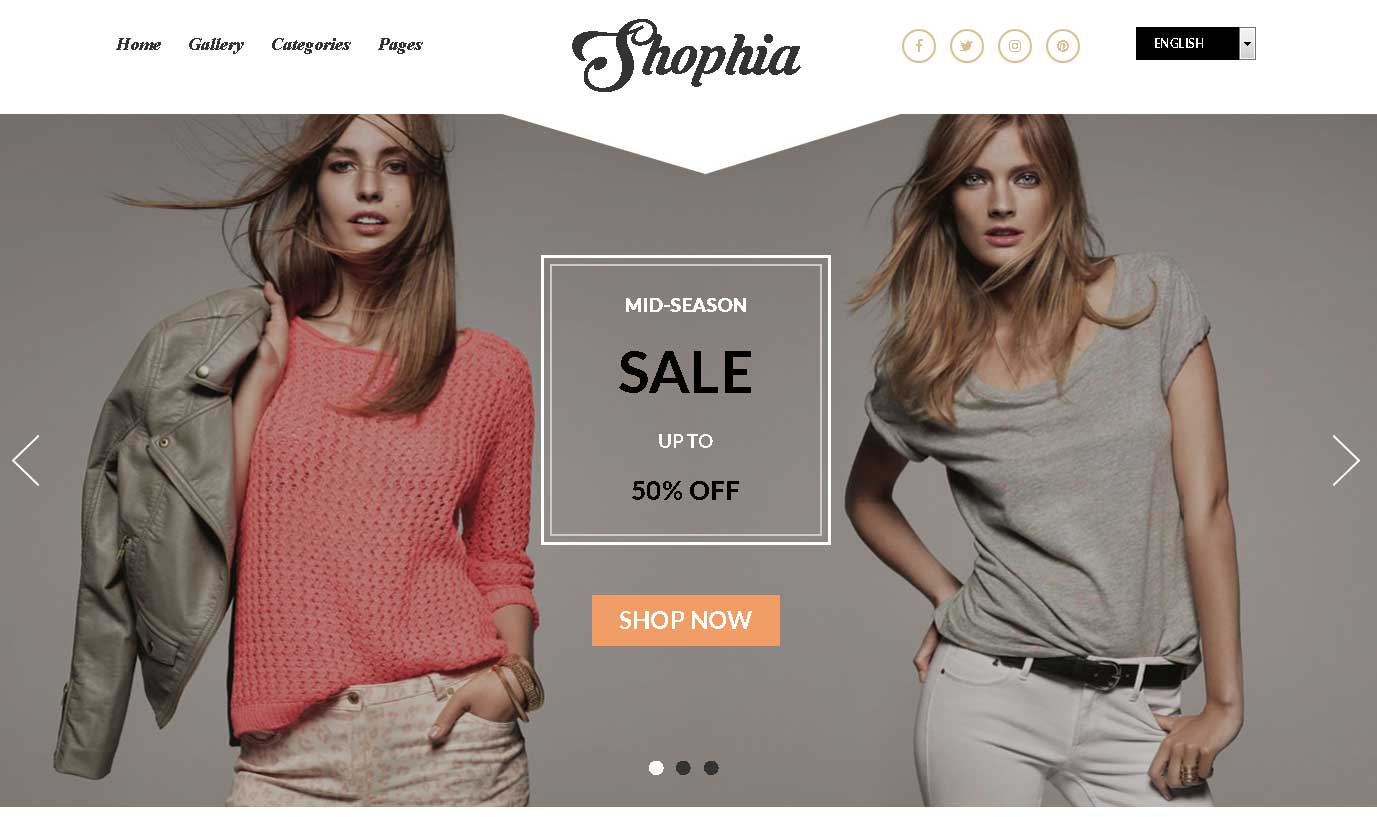 Home Gallery Categories Pages
Shophia
ENGLISH
MID-SEASON
SALE
UP TO
50% OFF
SHOP NOW